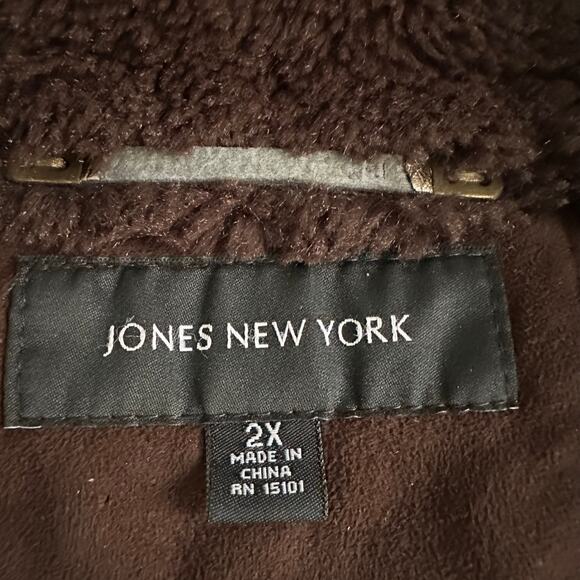 JONES NEW YORK
2X
MADE IN
CHINA
RN 15101